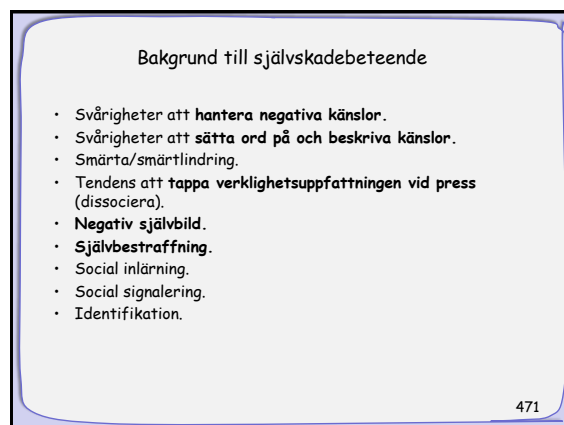 Bakgrund till självskadebeteende
• Svårigheter att hantera negativa känslor.
• Svårigheter att sätta ord på och beskriva känslor.
• Smärta/smärtlindring.
• Tendens att tappa verklighetsuppfattningen vid press
(dissociera).
• Negativ självbild.
• Självbestraffning.
• Social inlärning.
• Social signalering.
• Identifikation.
471